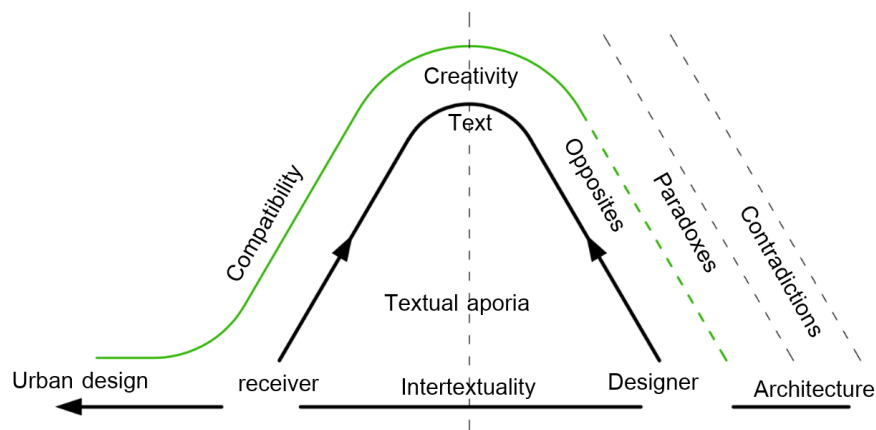 Creativity
Text
Compatibility
Opposites
Paradoxes
Contradictions
Textual aporia
Urban design
receiver
Intertextuality
Designer
Architecture